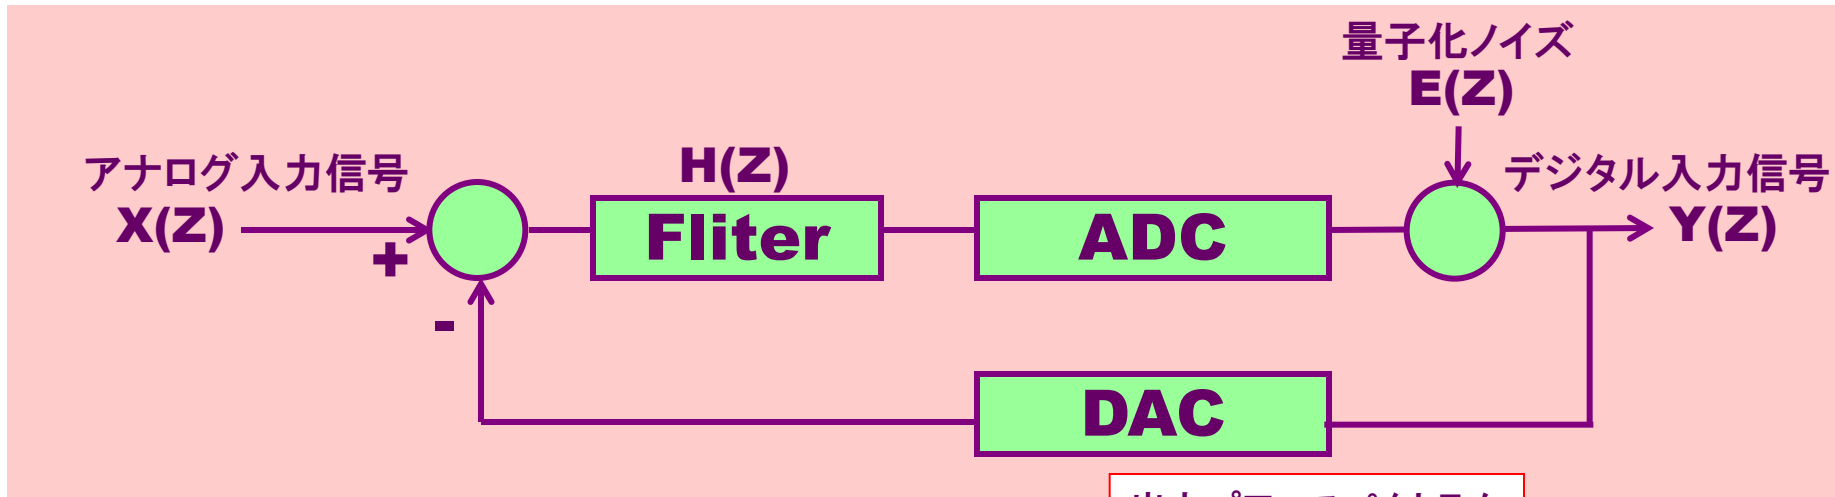 量子化ノイズ
E(Z)
アナログ入力信号
X(Z)
H(Z)
デジタル入力信号
Y(Z)
+
Fliter
ADC
-
DAC